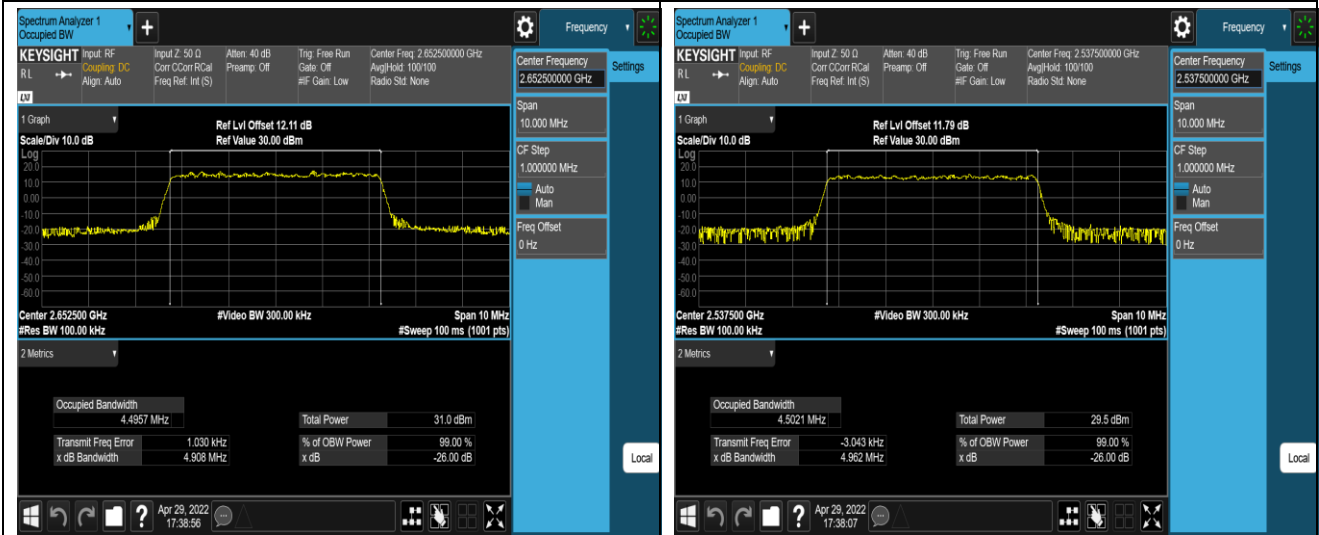 Spectrum Analyzer 1
Occupied BW
Frequency
KEYSIGHT Input: RF Input Z: 50 Ω Atten: 40 dB Trig: Free Run Center Freq: 2.652500000 GHz
RL Coupling: DC Corr CCorr RCal Preamp: Off Gate: Off Avg|Hold: 100/100
Align: Auto Freq Ref: Int (S) #IF Gain: Low Radio Std: None
LXI
Center Frequency
2.652500000 GHz
Settings
Span
10.000 MHz
CF Step
1.000000 MHz
Auto
Man
Freq Offset
0 Hz
1 Graph
Ref Lvl Offset 12.11 dB
Scale/Div 10.0 dB Ref Value 30.00 dBm
Log
20.0
10.0
0.00
-10.0
-20.0
-30.0
-40.0
-50.0
-60.0
Center 2.652500 GHz #Video BW 300.00 kHz Span 10 MHz
#Res BW 100.00 kHz #Sweep 100 ms (1001 pts)
2 Metrics
Occupied Bandwidth
4.4957 MHz Total Power 31.0 dBm
Transmit Freq Error 1.030 kHz % of OBW Power 99.00 %
x dB Bandwidth 4.908 MHz x dB -26.00 dB
Local
? Apr 29, 2022
17:38:56
Spectrum Analyzer 1
Occupied BW
Frequency
KEYSIGHT Input: RF Input Z: 50 Ω Atten: 40 dB Trig: Free Run Center Freq: 2.537500000 GHz
RL Coupling: DC Corr CCorr RCal Preamp: Off Gate: Off Avg|Hold: 100/100
Align: Auto Freq Ref: Int (S) #IF Gain: Low Radio Std: None
LXI
Center Frequency
2.537500000 GHz
Settings
Span
10.000 MHz
CF Step
1.000000 MHz
Auto
Man
Freq Offset
0 Hz
1 Graph
Ref Lvl Offset 11.79 dB
Scale/Div 10.0 dB Ref Value 30.00 dBm
Log
20.0
10.0
0.00
-10.0
-20.0
-30.0
-40.0
-50.0
-60.0
Center 2.537500 GHz #Video BW 300.00 kHz Span 10 MHz
#Res BW 100.00 kHz #Sweep 100 ms (1001 pts)
2 Metrics
Occupied Bandwidth
4.5021 MHz Total Power 29.5 dBm
Transmit Freq Error -3.043 kHz % of OBW Power 99.00 %
x dB Bandwidth 4.962 MHz x dB -26.00 dB
Local
? Apr 29, 2022
17:38:07